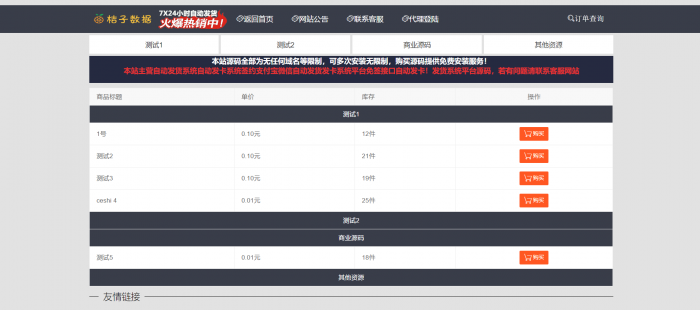 桔子数据
7X24小时自动发货
火爆热销中!
返回首页
网站公告
联系客服
代理登陆
订单查询
测试1
测试2
商业源码
其他资源
本站源码全部为无任何域名等限制，可多次安装无限制，购买源码提供免费安装服务！
本站主营自动发货系统自动发卡系统签约支付宝微信自动发货发卡系统平台免签接口自动发卡！发货系统平台源码，若有问题请联系客服网站
商品标题
单价
库存
操作
测试1
1号
0.10元
12件
购买
测试2
0.10元
21件
购买
测试3
0.10元
19件
购买
ceshi 4
0.01元
25件
购买
测试2
商业源码
测试5
0.01元
18件
购买
其他资源
友情链接